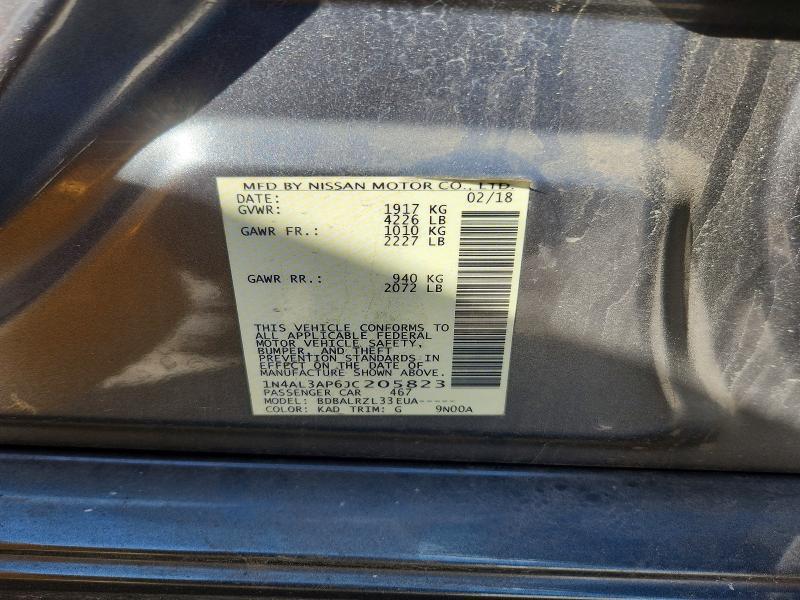 MFD BY NISSAN MOTOR CO., LTD.
DATE: 02/18
GVWR: 1917 KG
4226 LB
GAWR FR.: 1010 KG
2227 LB
GAWR RR.: 940 KG
2072 LB
THIS VEHICLE CONFORMS TO
ALL APPLICABLE FEDERAL
MOTOR VEHICLE SAFETY,
BUMPER, AND THEFT
PREVENTION STANDARDS IN
EFFECT ON THE DATE OF
MANUFACTURE SHOWN ABOVE.
1N4AL3AP6JC205823
PASSENGER CAR 467
MODEL: BDBALRZL33EUA-----
COLOR: KAD TRIM: G 9N00A